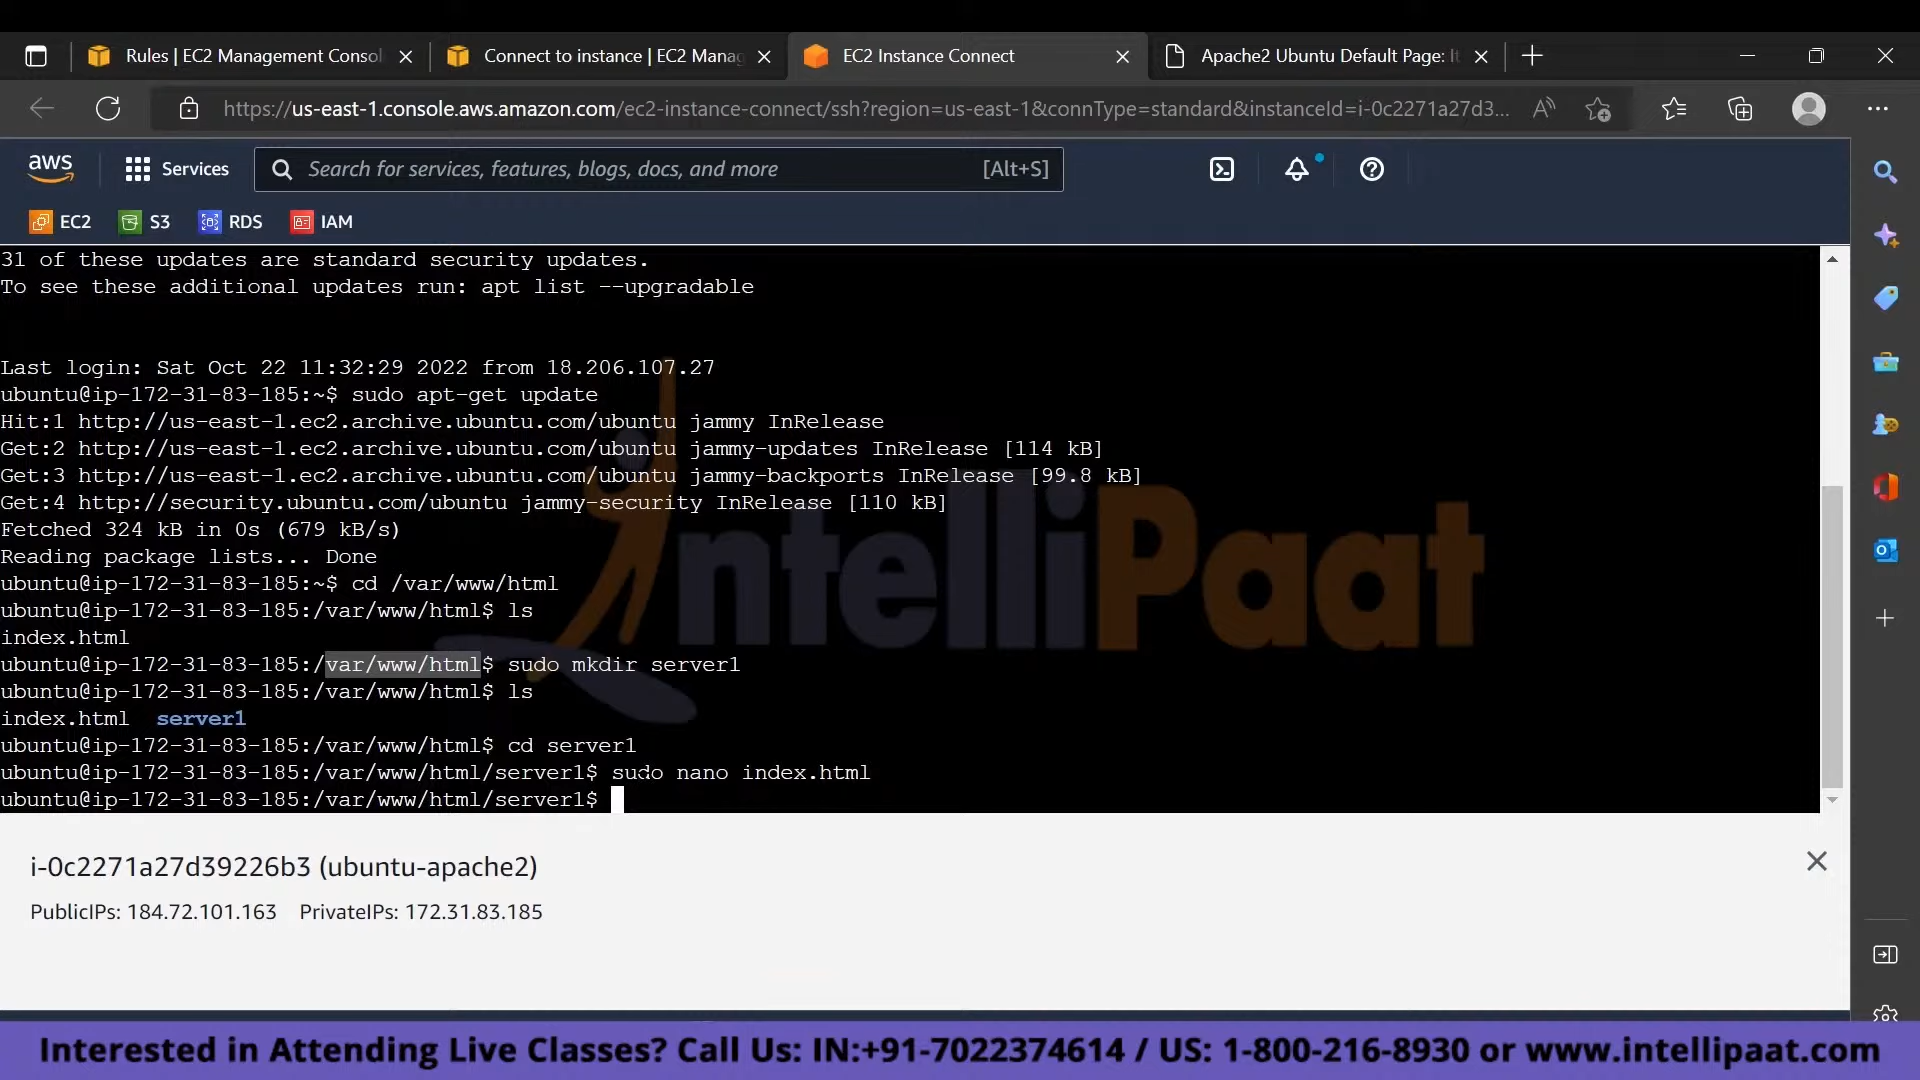 Rules | EC2 Management Consol
Connect to instance | EC2 Manag
EC2 Instance Connect
Apache2 Ubuntu Default Page: It
https://us-east-1.console.aws.amazon.com/ec2-instance-connect/ssh?region=us-east-1&connType=standard&instanceId=i-0c2271a27d3...
aws
Services
Search for services, features, blogs, docs, and more
[Alt+S]
EC2
S3
RDS
IAM
31 of these updates are standard security updates.
To see these additional updates run: apt list --upgradable
Last login: Sat Oct 22 11:32:29 2022 from 18.206.107.27
ubuntu@ip-172-31-83-185:~$ sudo apt-get update
Hit:1 http://us-east-1.ec2.archive.ubuntu.com/ubuntu jammy InRelease
Get:2 http://us-east-1.ec2.archive.ubuntu.com/ubuntu jammy-updates InRelease [114 kB]
Get:3 http://us-east-1.ec2.archive.ubuntu.com/ubuntu jammy-backports InRelease [99.8 kB]
Get:4 http://security.ubuntu.com/ubuntu jammy-security InRelease [110 kB]
Fetched 324 kB in 0s (679 kB/s)
Reading package lists... Done
ubuntu@ip-172-31-83-185:~$ cd /var/www/html
ubuntu@ip-172-31-83-185:/var/www/html$ ls
index.html
ubuntu@ip-172-31-83-185:/var/www/html$ sudo mkdir server1
ubuntu@ip-172-31-83-185:/var/www/html$ ls
index.html  server1
ubuntu@ip-172-31-83-185:/var/www/html$ cd server1
ubuntu@ip-172-31-83-185:/var/www/html/server1$ sudo nano index.html
ubuntu@ip-172-31-83-185:/var/www/html/server1$
IntelliPaat
i-0c2271a27d39226b3 (ubuntu-apache2)
PublicIPs: 184.72.101.163 PrivateIPs: 172.31.83.185
Interested in Attending Live Classes? Call Us: IN:+91-7022374614 / US: 1-800-216-8930 or www.intellipaat.com